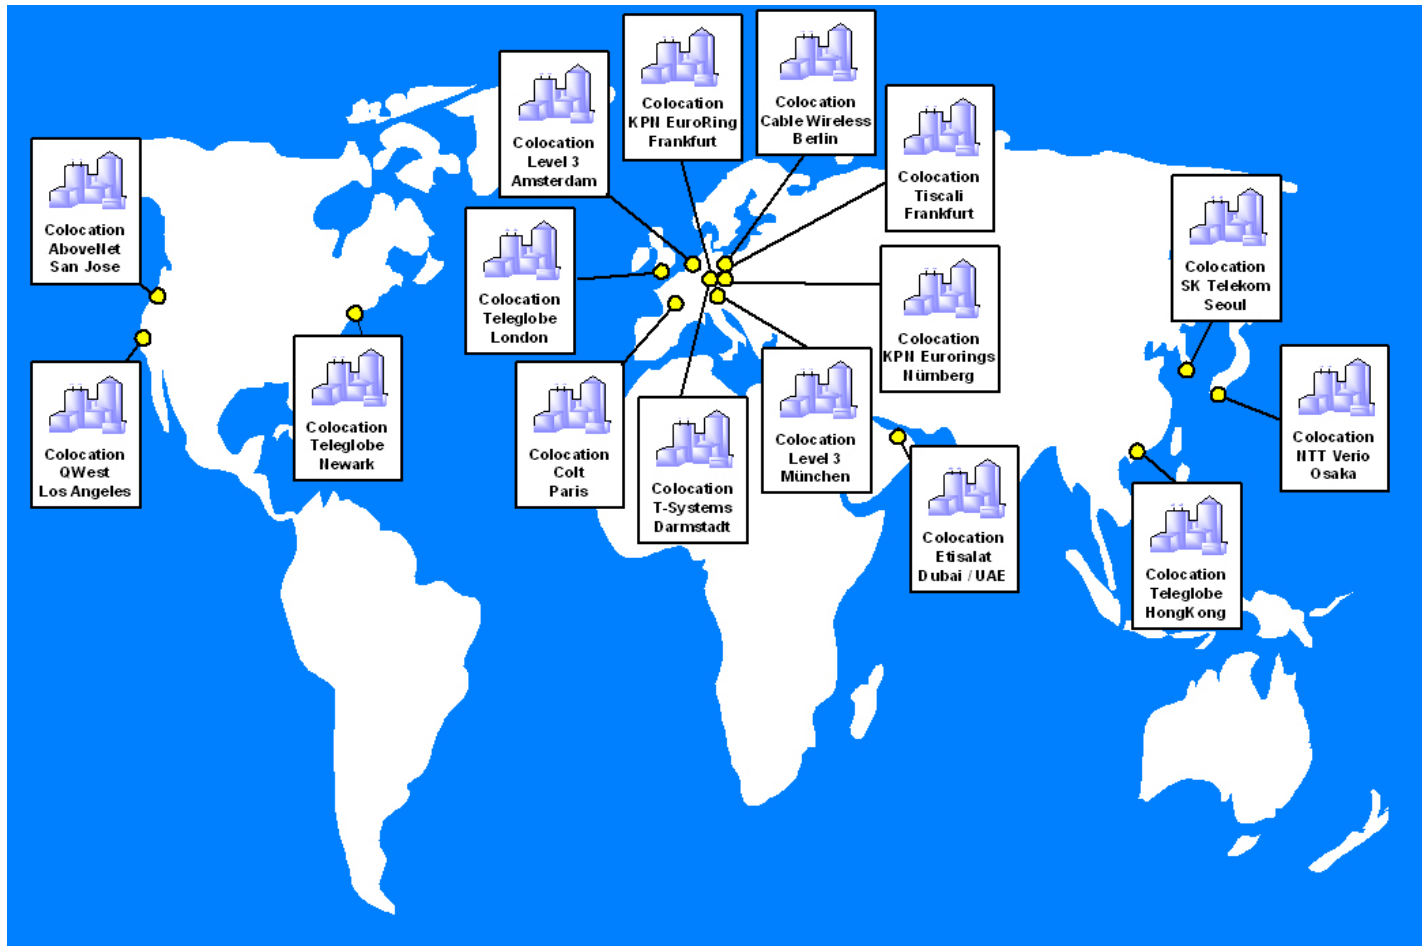 Colocation
KPN EuroRing
Frankfurt
Colocation
Cable Wireless
Berlin
Colocation
Level 3
Amsterdam
Colocation
Tiscali
Frankfurt
Colocation
AboveNet
San Jose
Colocation
SK Telekom
Seoul
Colocation
Teleglobe
London
Colocation
KPN Eurorings
Nürnberg
Colocation
QWest
Los Angeles
Colocation
Teleglobe
Newark
Colocation
Colt
Paris
Colocation
T-Systems
Darmstadt
Colocation
Level 3
München
Colocation
NTT Verio
Osaka
Colocation
Etisalat
Dubai / UAE
Colocation
Teleglobe
HongKong